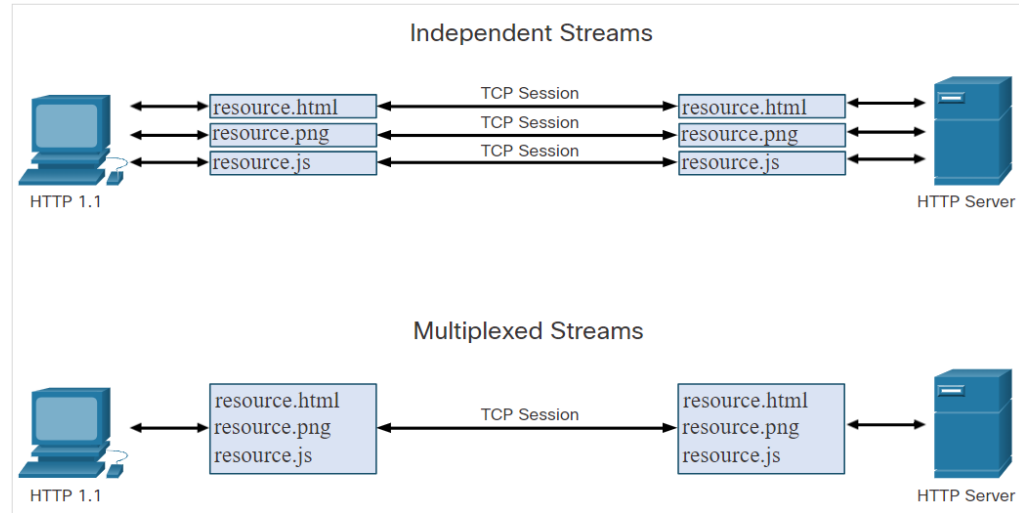 Independent Streams
TCP Session
resource.html
resource.html
TCP Session
resource.png
resource.png
TCP Session
resource.js
resource.js
HTTP 1.1
HTTP Server
Multiplexed Streams
resource.html
resource.html
TCP Session
resource.png
resource.png
resource.js
resource.js
HTTP 1.1
HTTP Server